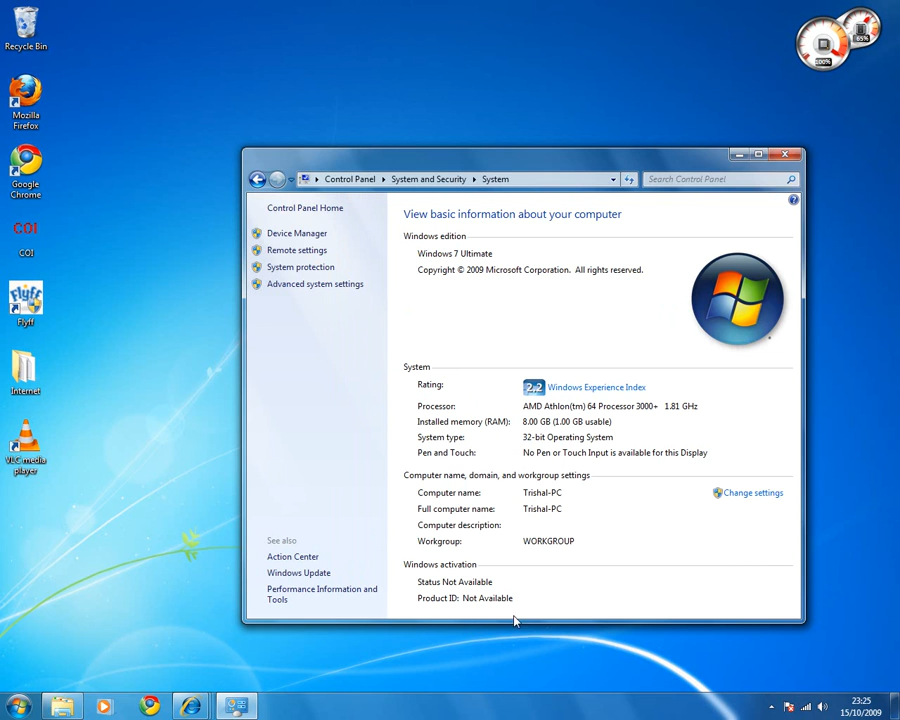 Recycle Bin
Mozilla
Firefox
Google
Chrome
COI
COI
Flyff
Flyff
Internet
VLC media
player
100%
65%
Control Panel
System and Security
System
Search Control Panel
Control Panel Home
Device Manager
Remote settings
System protection
Advanced system settings
See also
Action Center
Windows Update
Performance Information and
Tools
View basic information about your computer
Windows edition
Windows 7 Ultimate
Copyright © 2009 Microsoft Corporation. All rights reserved.
System
Rating: 2.2 Windows Experience Index
Processor: AMD Athlon(tm) 64 Processor 3000+ 1.81 GHz
Installed memory (RAM): 8.00 GB (1.00 GB usable)
System type: 32-bit Operating System
Pen and Touch: No Pen or Touch Input is available for this Display
Computer name, domain, and workgroup settings
Computer name: Trishal-PC Change settings
Full computer name: Trishal-PC
Computer description:
Workgroup: WORKGROUP
Windows activation
Status Not Available
Product ID: Not Available
23:25
15/10/2009